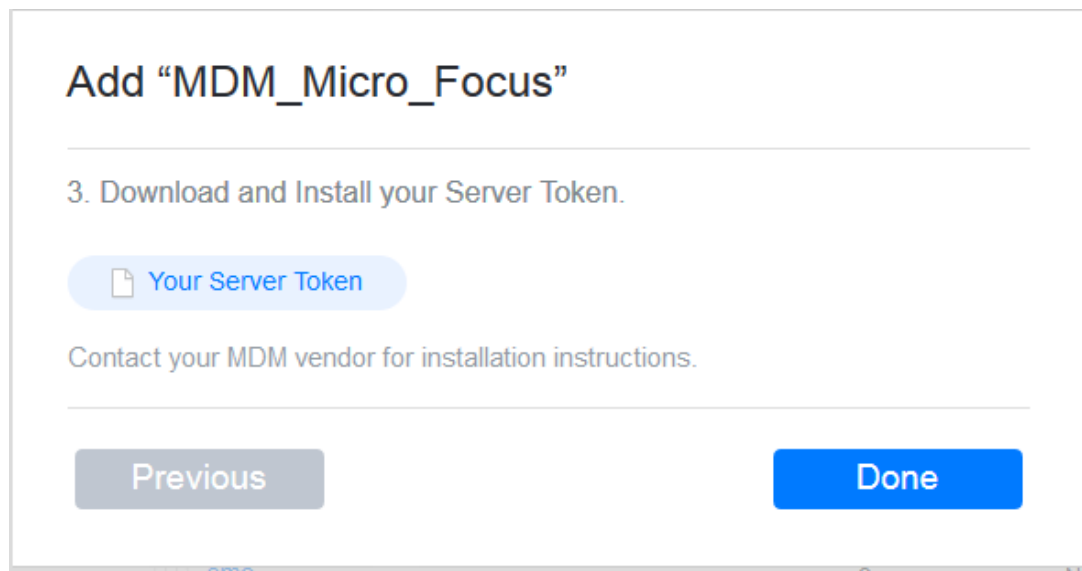 Add “MDM_Micro_Focus”
3. Download and Install your Server Token.
Your Server Token
Contact your MDM vendor for installation instructions.
Previous
Done